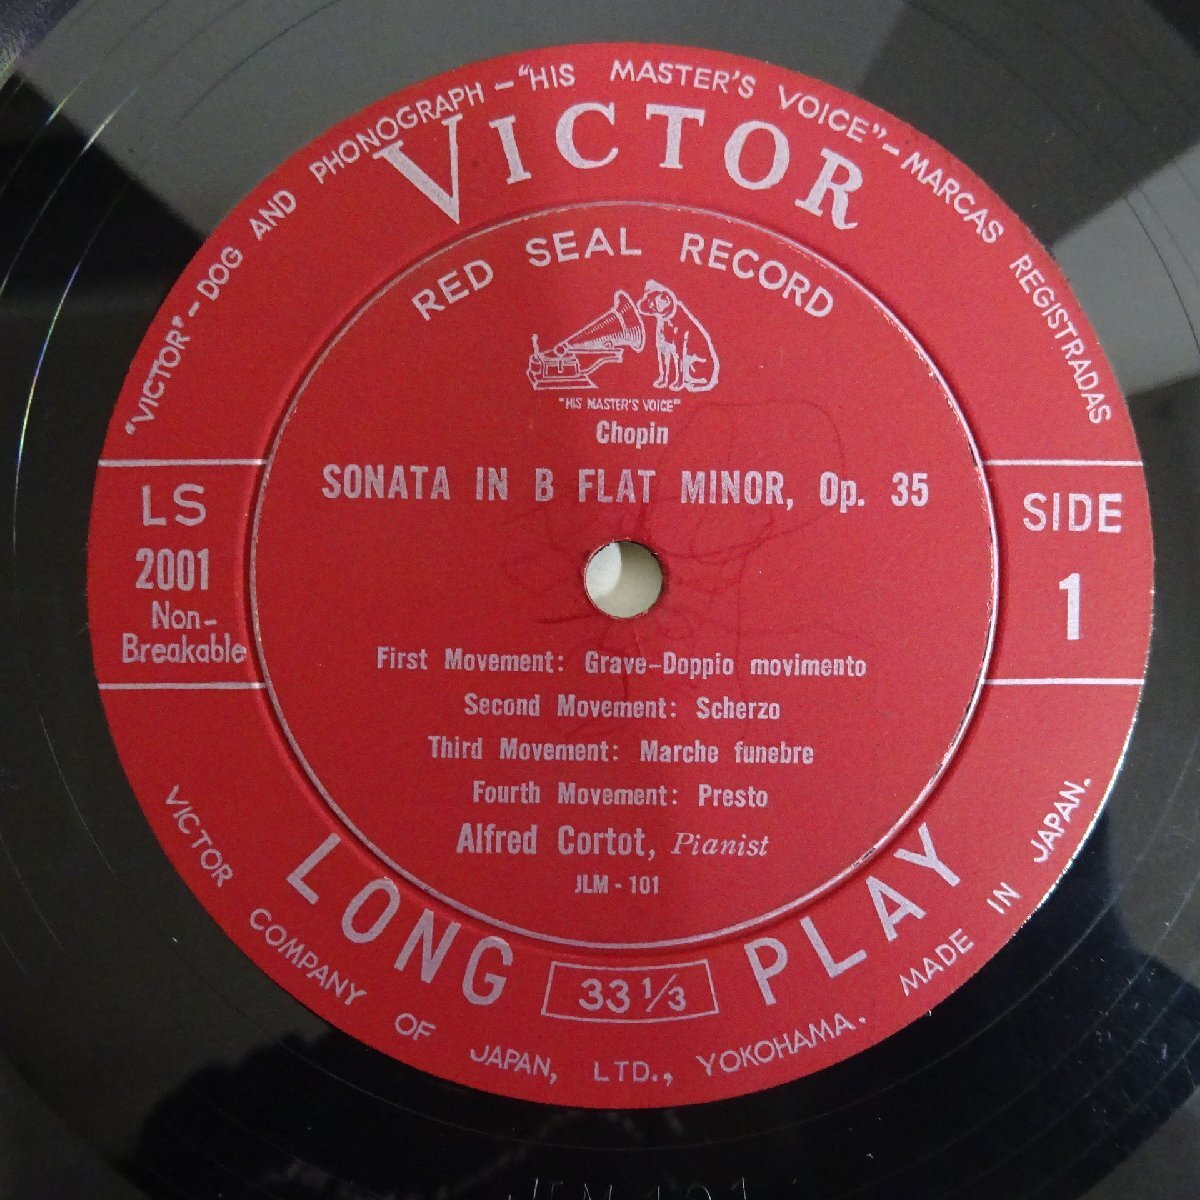 "VICTOR"-DOG AND PHONOGRAPH-"HIS MASTER'S VOICE"-MARCAS REGISTRADAS
VICTOR
RED SEAL RECORD
"HIS MASTER'S VOICE"
Chopin
SONATA IN B FLAT MINOR, Op. 35
LS
2001
Non-
Breakable
SIDE
1
First Movement: Grave-Doppio movimento
Second Movement: Scherzo
Third Movement: Marche funebre
Fourth Movement: Presto
Alfred Cortot, Pianist
JLM - 101
LONG PLAY
33 1/3
VICTOR COMPANY OF JAPAN, LTD., YOKOHAMA. MADE IN JAPAN.